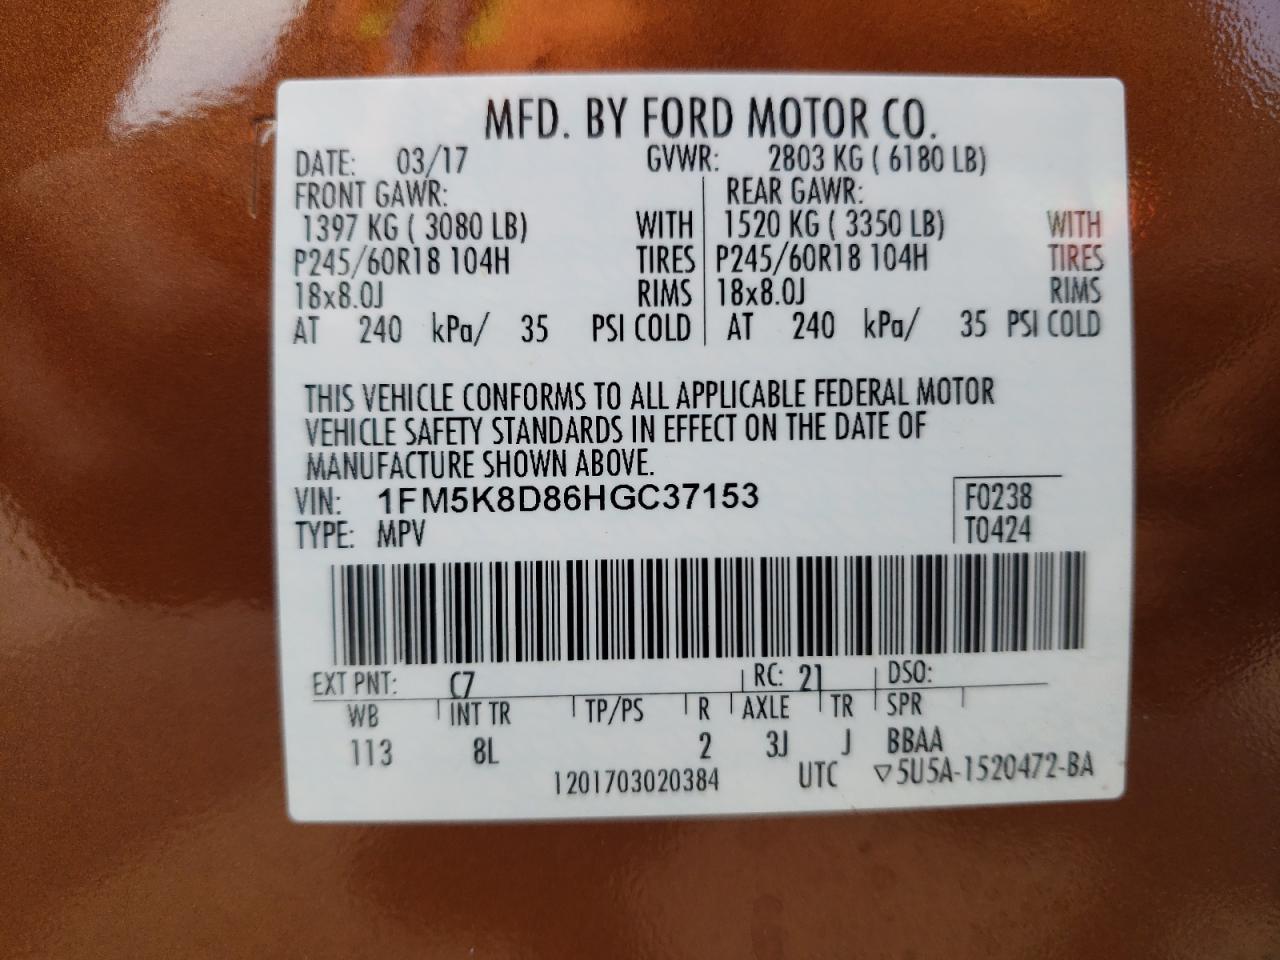 MFD. BY FORD MOTOR CO.
DATE: 03/17 GVWR: 2803 KG ( 6180 LB)
FRONT GAWR: REAR GAWR:
1397 KG ( 3080 LB) WITH 1520 KG ( 3350 LB) WITH
P245/60R18 104H TIRES P245/60R18 104H TIRES
18x8.0J RIMS 18x8.0J RIMS
AT 240 kPa/ 35 PSI COLD AT 240 kPa/ 35 PSI COLD
THIS VEHICLE CONFORMS TO ALL APPLICABLE FEDERAL MOTOR
VEHICLE SAFETY STANDARDS IN EFFECT ON THE DATE OF
MANUFACTURE SHOWN ABOVE.
VIN: 1FM5K8D86HGC37153 F0238
TYPE: MPV T0424
EXT PNT: C7 RC: 21 DSO:
WB INT TR TP/PS R AXLE TR SPR
113 8L 2 3J J BBAA
1201703020384 UTC ▽5U5A-1520472-BA